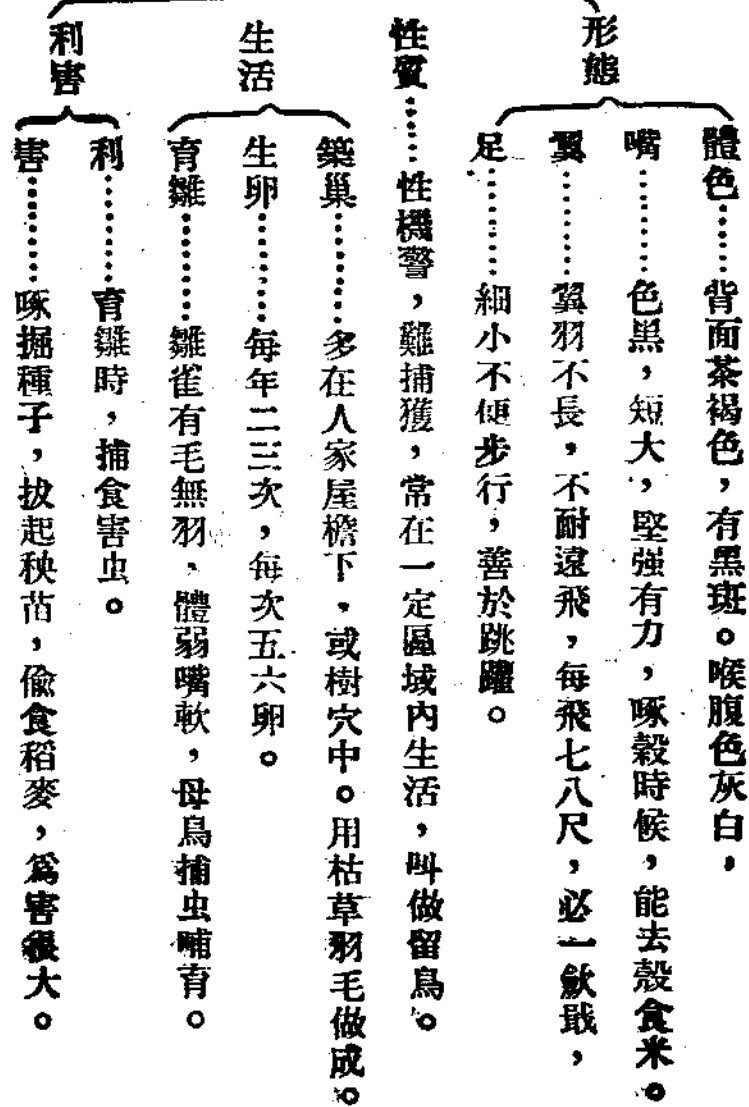 形態
體色……背面茶褐色，有黑斑。喉腹色灰白，
嘴………色黑，短大，堅强有力，啄穀時候，能去殼食米。
翼………翼羽不長，不耐遠飛，每飛七八尺，必一歛戢，
足………細小不便步行，善於跳躍。
性質……性機警，難捕獲，常在一定區域內生活，叫做留鳥。
生活
築巢………多在人家屋檐下，或樹穴中。用枯草羽毛做成。
生卵………每年二三次，每次五六卵。
育雛………雛雀有毛無羽，體弱嘴軟，母鳥捕虫哺育。
利害
利………育雛時，捕食害虫。
害………啄掘種子，拔起秧苗，偸食稻麥，爲害很大。